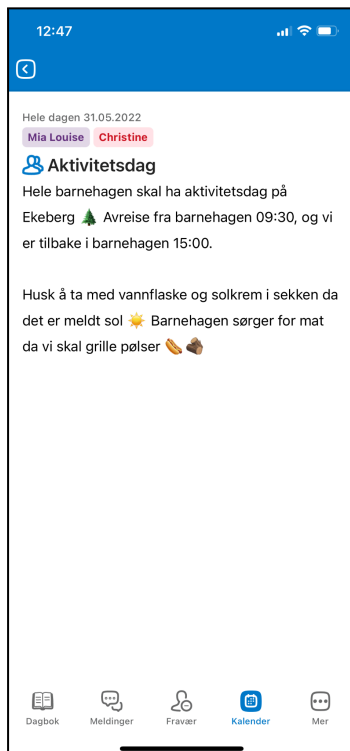 12:47
Hele dagen 31.05.2022
Mia Louise Christine
Aktivitetsdag
Hele barnehagen skal ha aktivitetsdag på
Ekeberg 🌲 Avreise fra barnehagen 09:30, og vi
er tilbake i barnehagen 15:00.
Husk å ta med vannflaske og solkrem i sekken da
det er meldt sol ☀️ Barnehagen sørger for mat
da vi skal grille pølser 🌭🪵
Dagbok Meldinger Fravær Kalender Mer